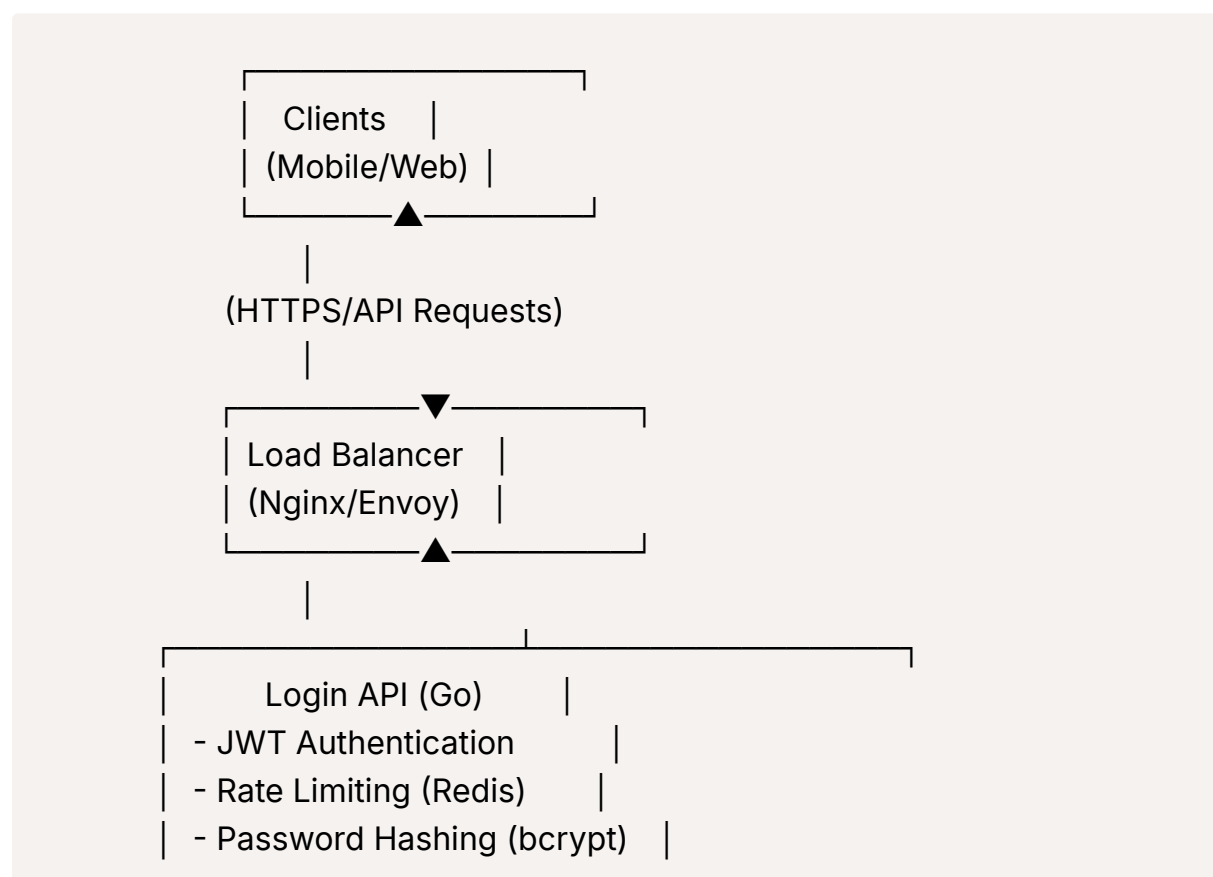 ┌─────────────────────┐
│ Clients │
│ (Mobile/Web) │
└─────────▲──────────┘
│
(HTTPS/API Requests)
│
┌────────────▼────────────┐
│ Load Balancer │
│ (Nginx/Envoy) │
└────────────▲────────────┘
│
┌──────────────────────┴───────────────────────┐
│ Login API (Go) │
│ - JWT Authentication │
│ - Rate Limiting (Redis) │
│ - Password Hashing (bcrypt) │